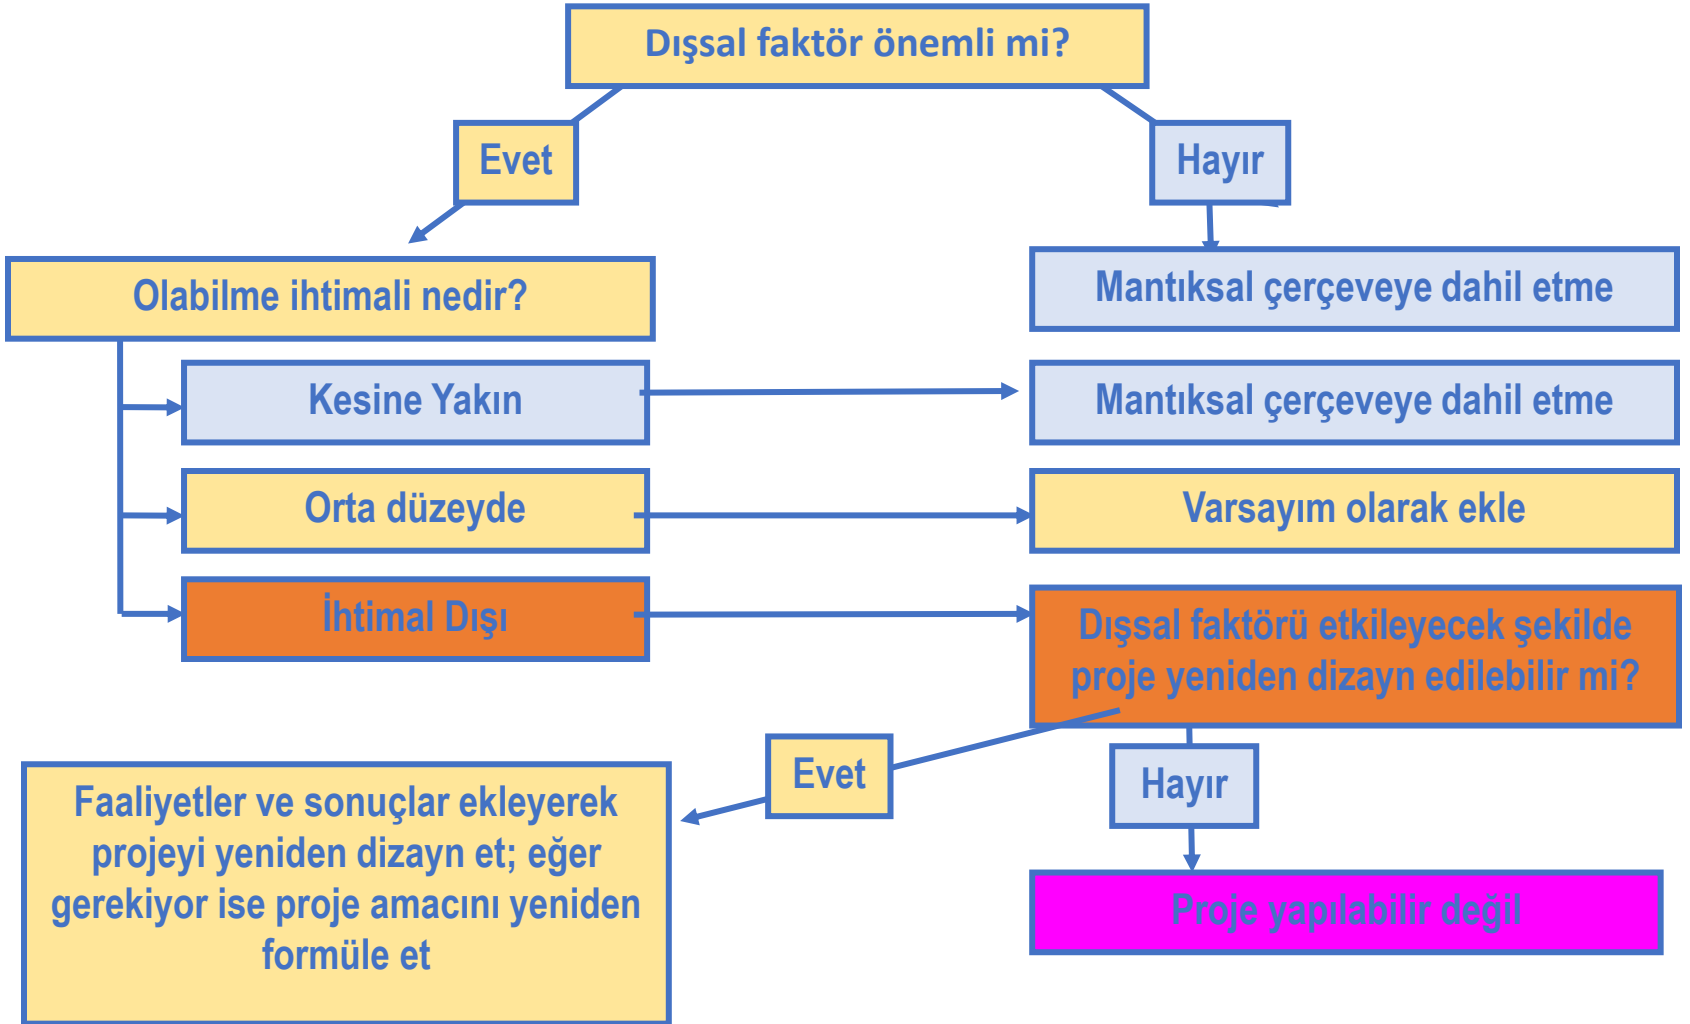 Dışsal faktör önemli mi?
Evet
Hayır
Olabilme ihtimali nedir?
Mantıksal çerçeveye dahil etme
Kesine Yakın
Mantıksal çerçeveye dahil etme
Orta düzeyde
Varsayım olarak ekle
İhtimal Dışı
Dışsal faktörü etkileyecek şekilde
proje yeniden dizayn edilebilir mi?
Evet
Hayır
Faaliyetler ve sonuçlar ekleyerek
projeyi yeniden dizayn et; eğer
gerekiyor ise proje amacını yeniden
formüle et
Proje yapılabilir değil